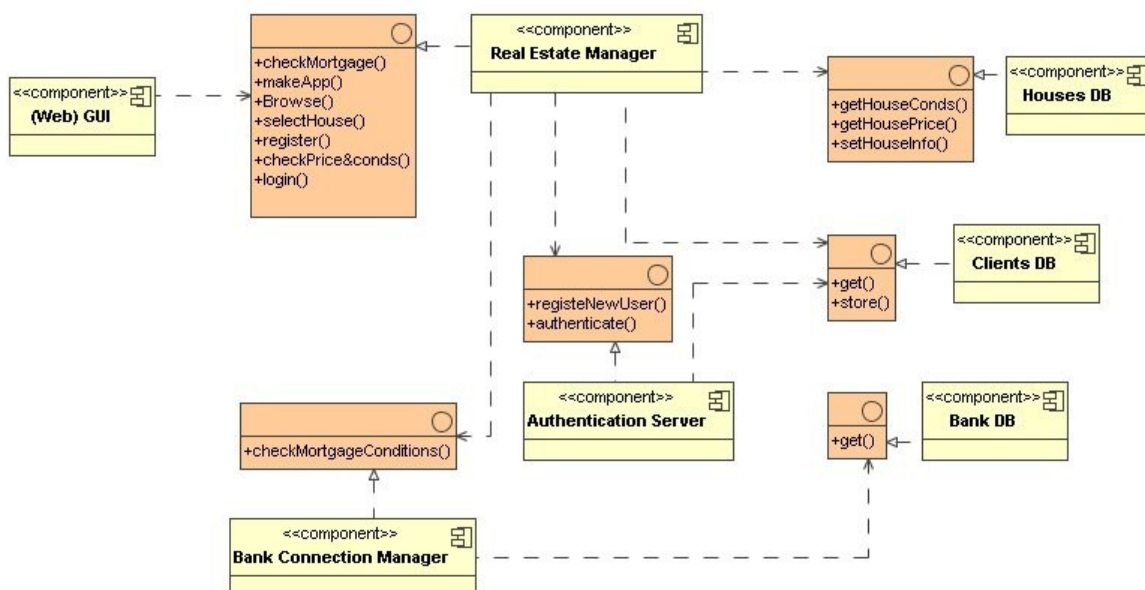 <<component>>
(Web) GUI
+checkMortgage()
+makeApp()
+Browse()
+selectHouse()
+register()
+checkPrice&conds()
+login()
<<component>>
Real Estate Manager
+getHouseConds()
+getHousePrice()
+setHouseInfo()
<<component>>
Houses DB
+get()
+store()
<<component>>
Clients DB
+registeNewUser()
+authenticate()
<<component>>
Authentication Server
+get()
<<component>>
Bank DB
+checkMortgageConditions()
<<component>>
Bank Connection Manager